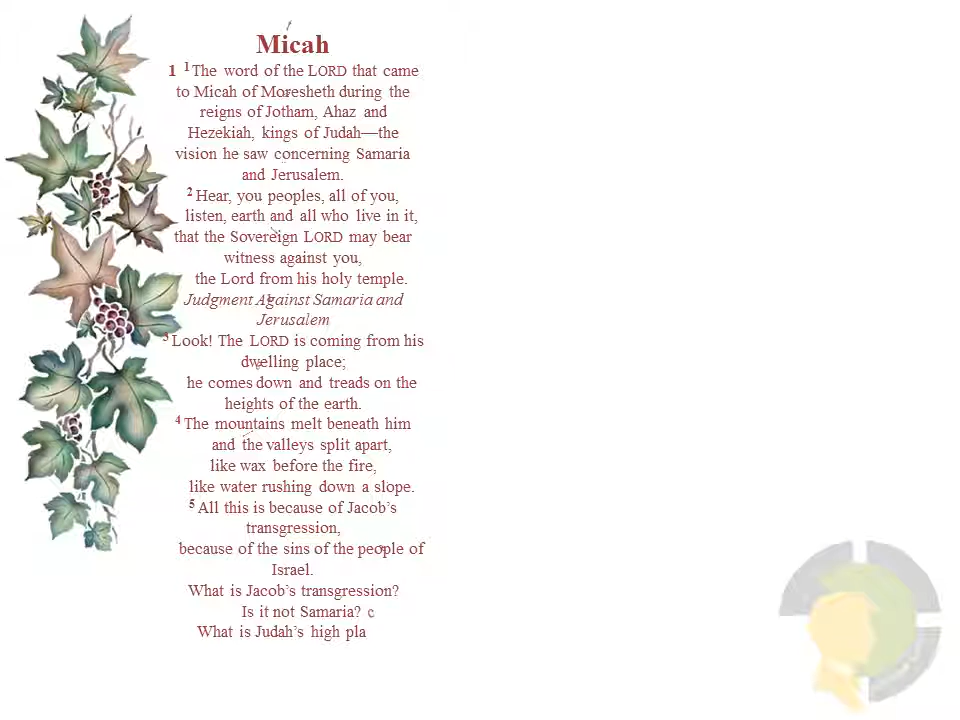 Micah
1 1 The word of the LORD that came
to Micah of Moresheth during the
reigns of Jotham, Ahaz and
Hezekiah, kings of Judah—the
vision he saw concerning Samaria
and Jerusalem.
2 Hear, you peoples, all of you,
listen, earth and all who live in it,
that the Sovereign LORD may bear
witness against you,
the Lord from his holy temple.
Judgment Against Samaria and
Jerusalem
3 Look! The LORD is coming from his
dwelling place;
he comes down and treads on the
heights of the earth.
4 The mountains melt beneath him
and the valleys split apart,
like wax before the fire,
like water rushing down a slope.
5 All this is because of Jacob’s
transgression,
because of the sins of the people of
Israel.
What is Jacob’s transgression?
Is it not Samaria?
What is Judah’s high pla